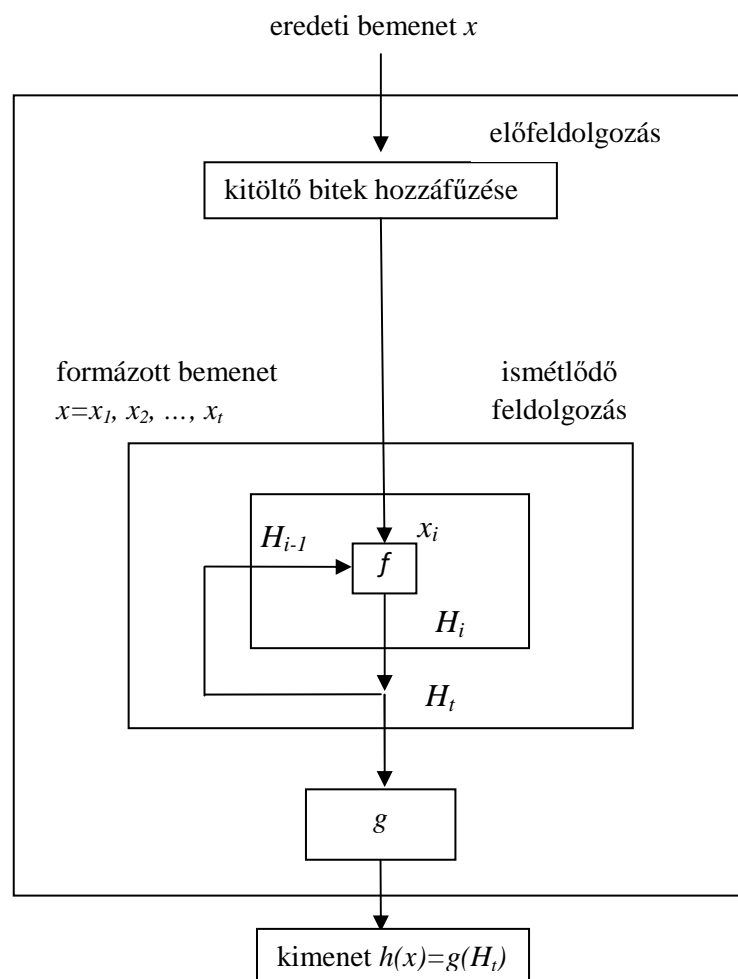 eredeti bemenet x
előfeldolgozás
kitöltő bitek hozzáfűzése
formázott bemenet
x=x₁, x₂, …, xₜ
ismétlődő
feldolgozás
Hᵢ₋₁
xᵢ
f
Hᵢ
Hₜ
g
kimenet h(x)=g(Hₜ)